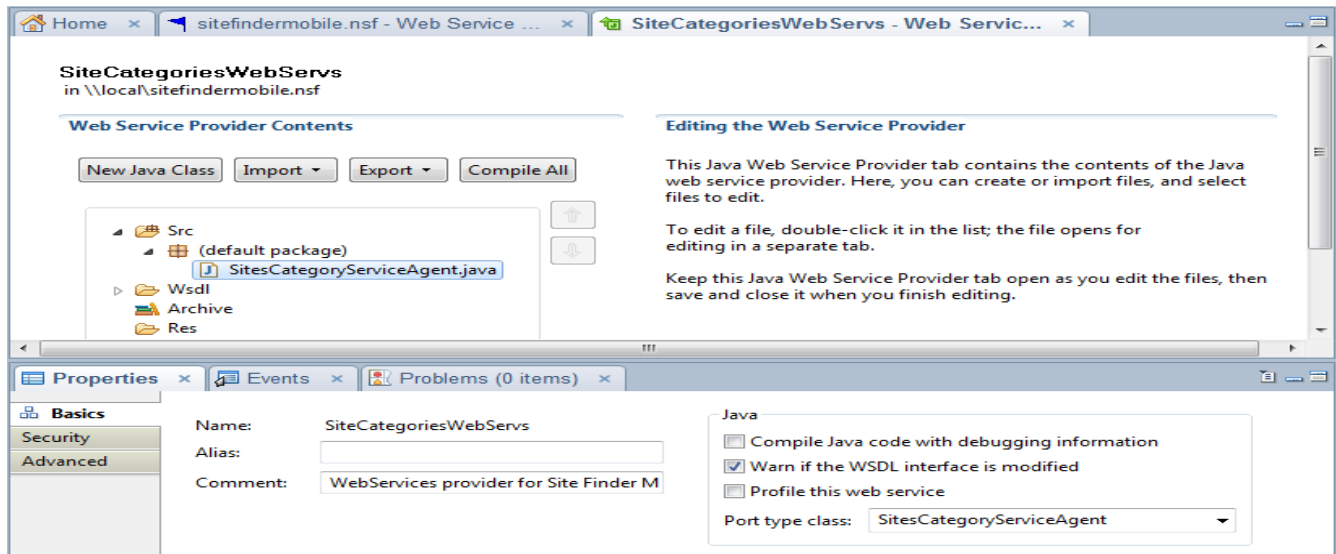 Home
sitefindermobile.nsf - Web Service ...
SiteCategoriesWebServs - Web Servic...
SiteCategoriesWebServs
in \\local\sitefindermobile.nsf
Web Service Provider Contents
New Java Class Import Export Compile All
Src
(default package)
SitesCategoryServiceAgent.java
Wsdl
Archive
Res
Editing the Web Service Provider
This Java Web Service Provider tab contains the contents of the Java
web service provider. Here, you can create or import files, and select
files to edit.
To edit a file, double-click it in the list; the file opens for
editing in a separate tab.
Keep this Java Web Service Provider tab open as you edit the files, then
save and close it when you finish editing.
Properties
Events
Problems (0 items)
Basics
Security
Advanced
Name: SiteCategoriesWebServs
Alias:
Comment: WebServices provider for Site Finder M
Java
Compile Java code with debugging information
Warn if the WSDL interface is modified
Profile this web service
Port type class: SitesCategoryServiceAgent